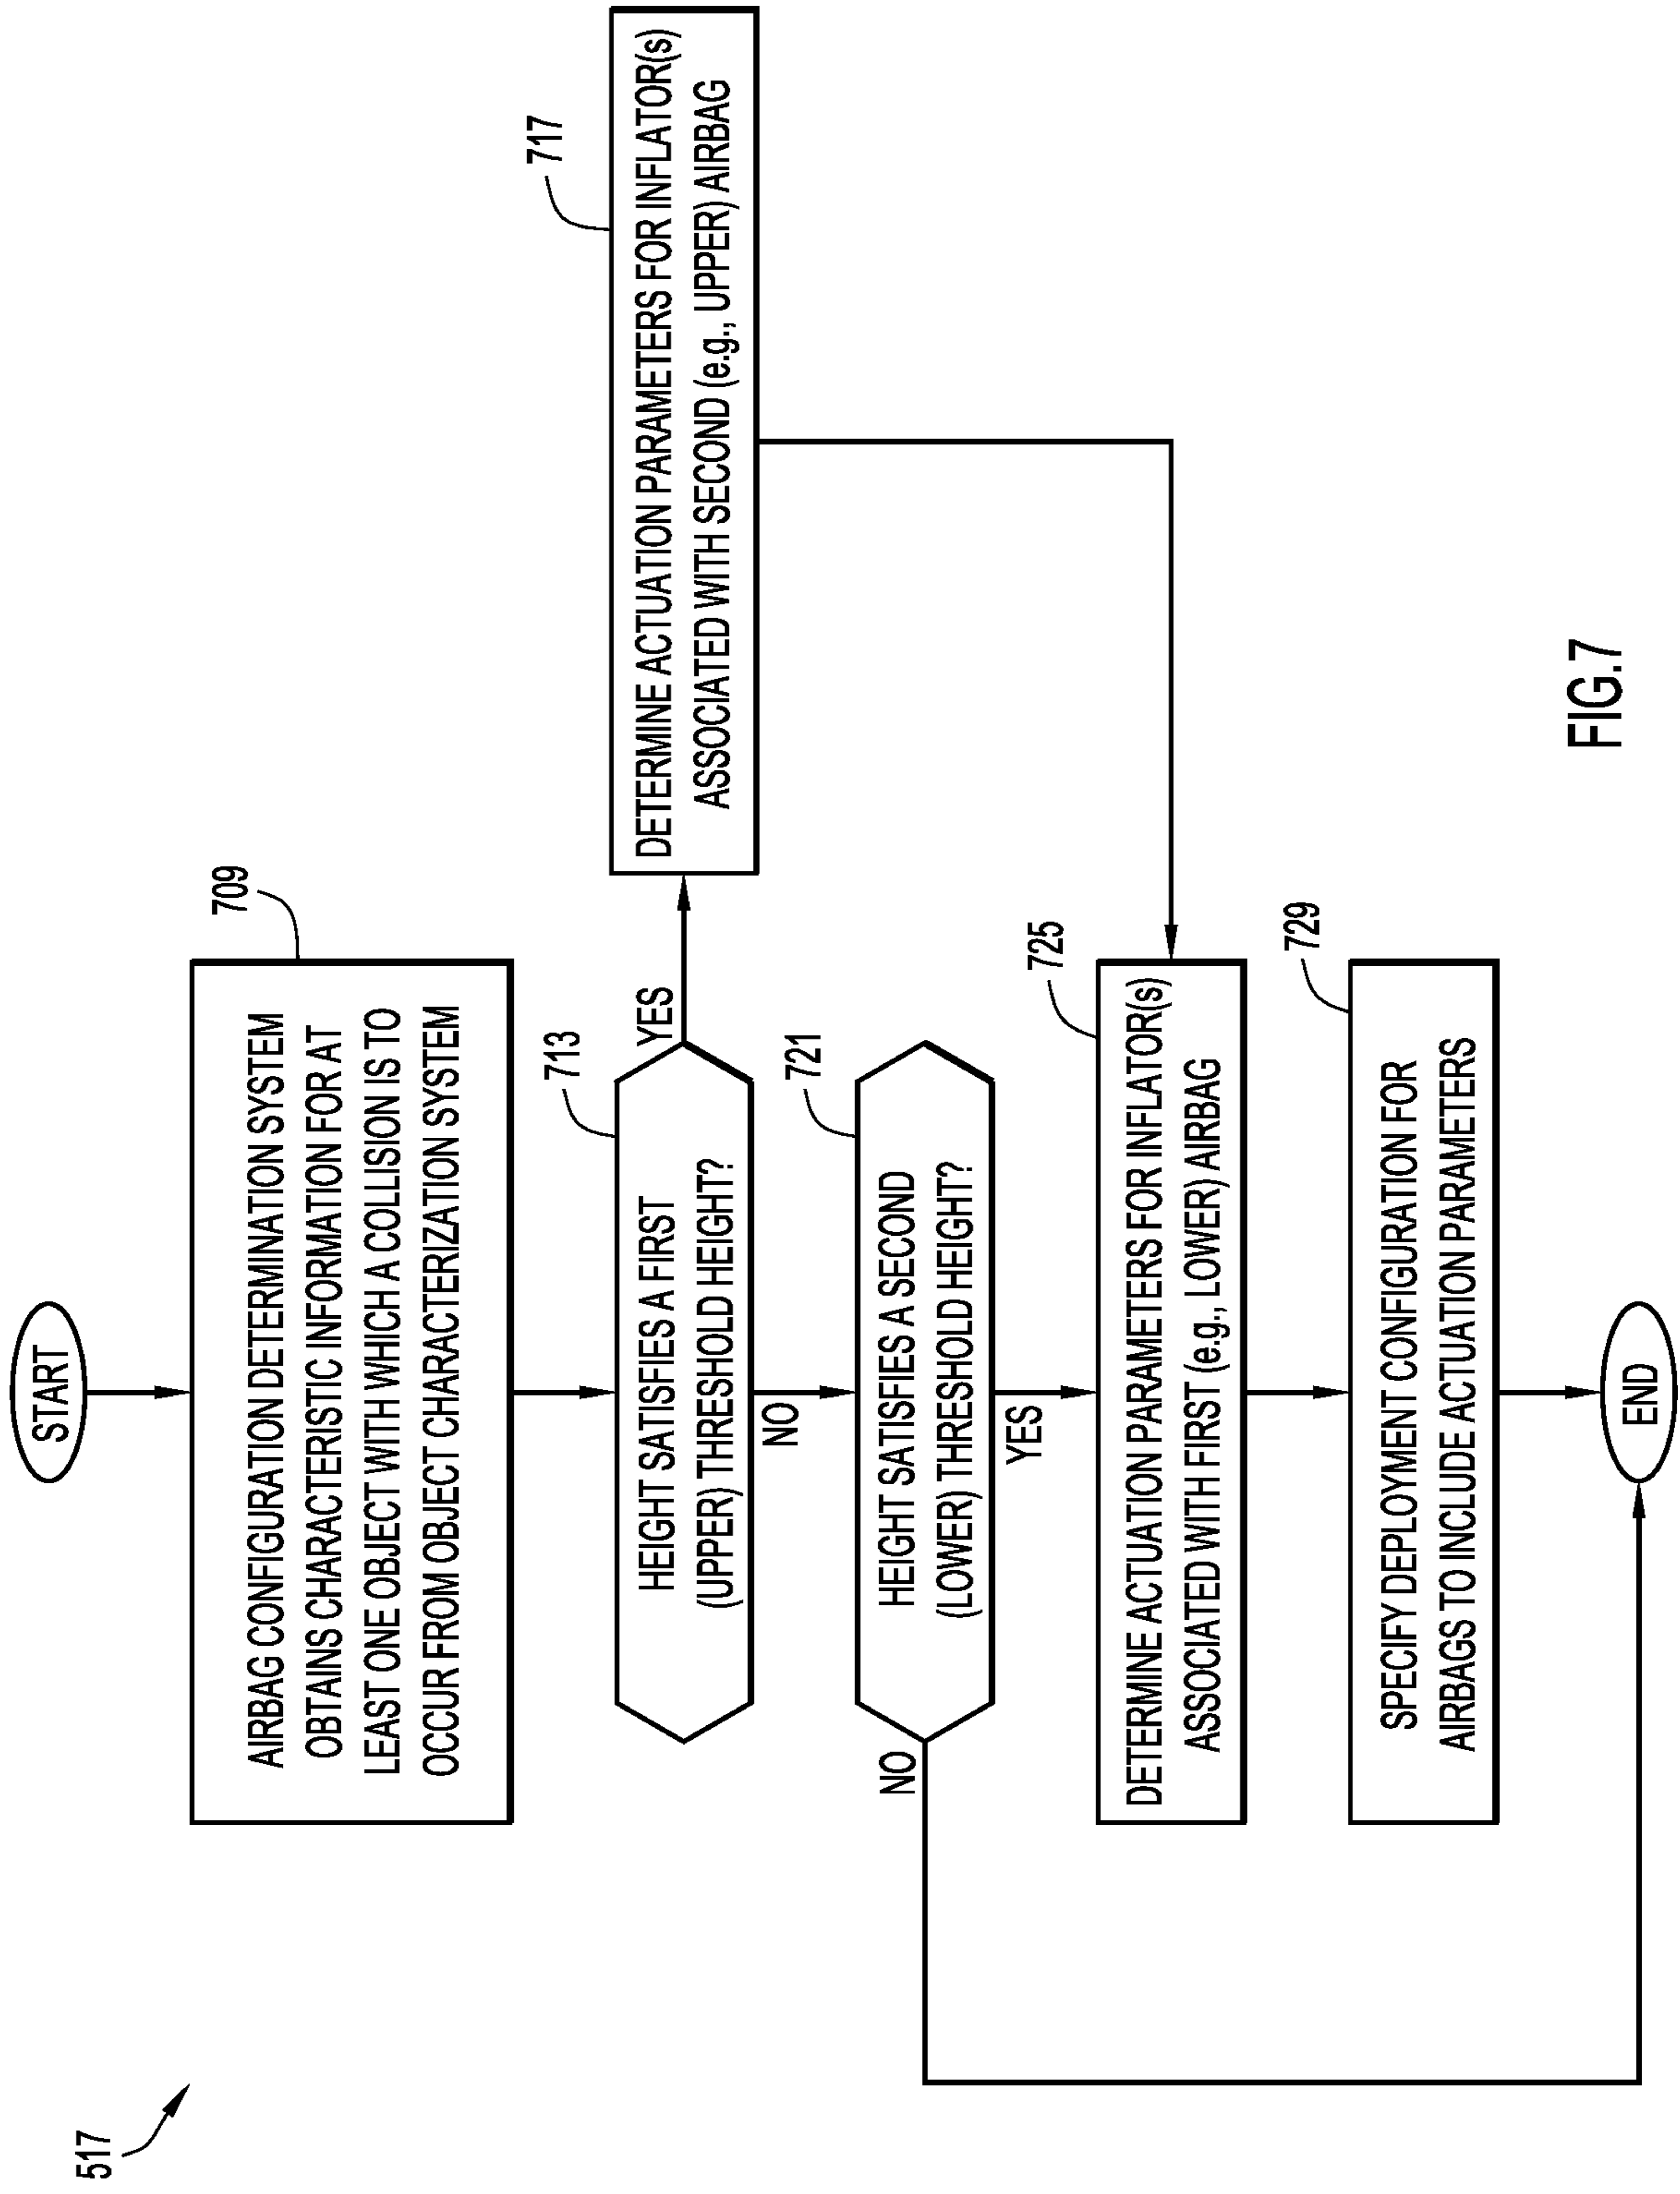 517
START
709
AIRBAG CONFIGURATION DETERMINATION SYSTEM
OBTAINS CHARACTERISTIC INFORMATION FOR AT
LEAST ONE OBJECT WITH WHICH A COLLISION IS TO
OCCUR FROM OBJECT CHARACTERIZATION SYSTEM
713
HEIGHT SATISFIES A FIRST
(UPPER) THRESHOLD HEIGHT?
YES
NO
717
DETERMINE ACTUATION PARAMETERS FOR INFLATOR(s)
ASSOCIATED WITH SECOND (e.g., UPPER) AIRBAG
721
HEIGHT SATISFIES A SECOND
(LOWER) THRESHOLD HEIGHT?
NO
YES
725
DETERMINE ACTUATION PARAMETERS FOR INFLATOR(s)
ASSOCIATED WITH FIRST (e.g., LOWER) AIRBAG
729
SPECIFY DEPLOYMENT CONFIGURATION FOR
AIRBAGS TO INCLUDE ACTUATION PARAMETERS
END
FIG.7